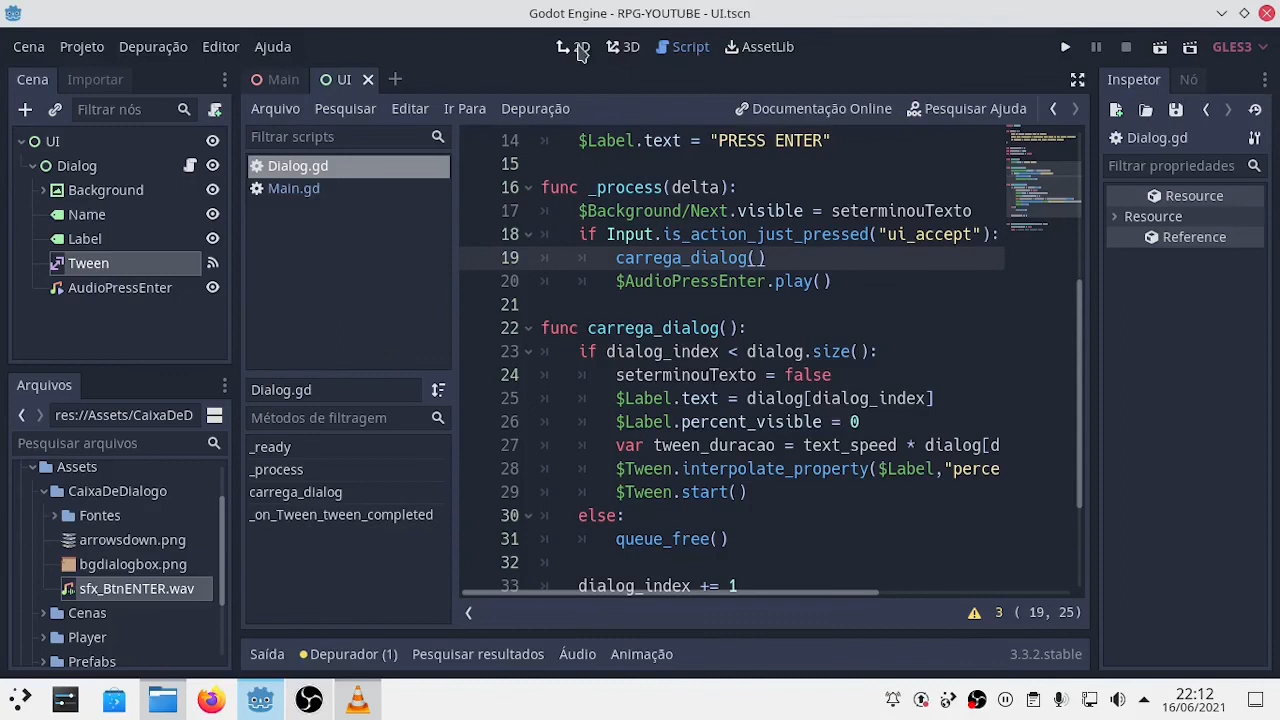 Godot Engine - RPG-YOUTUBE - UI.tscn
Cena Projeto Depuração Editor Ajuda
2D 3D Script AssetLib
GLES3
Cena Importar
Main UI
Inspetor Nó
Filtrar nós
Arquivo Pesquisar Editar Ir Para Depuração
Documentação Online Pesquisar Ajuda
Filtrar scripts
Dialog.gd
Main.gd
Dialog.gd
Filtrar propriedades
Resource
Resource
Reference
UI
Dialog
Background
Name
Label
Tween
AudioPressEnter
14 $Label.text = "PRESS ENTER"
15
16 func _process(delta):
17 $Background/Next.visible = seterminouTexto
18 if Input.is_action_just_pressed("ui_accept"):
19 carrega_dialog()
20 $AudioPressEnter.play()
21
22 func carrega_dialog():
23 if dialog_index < dialog.size():
24 seterminouTexto = false
25 $Label.text = dialog[dialog_index]
26 $Label.percent_visible = 0
27 var tween_duracao = text_speed * dialog[d
28 $Tween.interpolate_property($Label,"perce
29 $Tween.start()
30 else:
31 queue_free()
32
33 dialog_index += 1
Dialog.gd
Métodos de filtragem
_ready
_process
carrega_dialog
_on_Tween_tween_completed
Arquivos
res://Assets/CaixaDeD
Pesquisar arquivos
Assets
CaixaDeDialogo
Fontes
arrowsdown.png
bgdialogbox.png
sfx_BtnENTER.wav
Cenas
Player
Prefabs
3 ( 19, 25)
Saída Depurador (1) Pesquisar resultados Áudio Animação
3.3.2.stable
22:12
16/06/2021